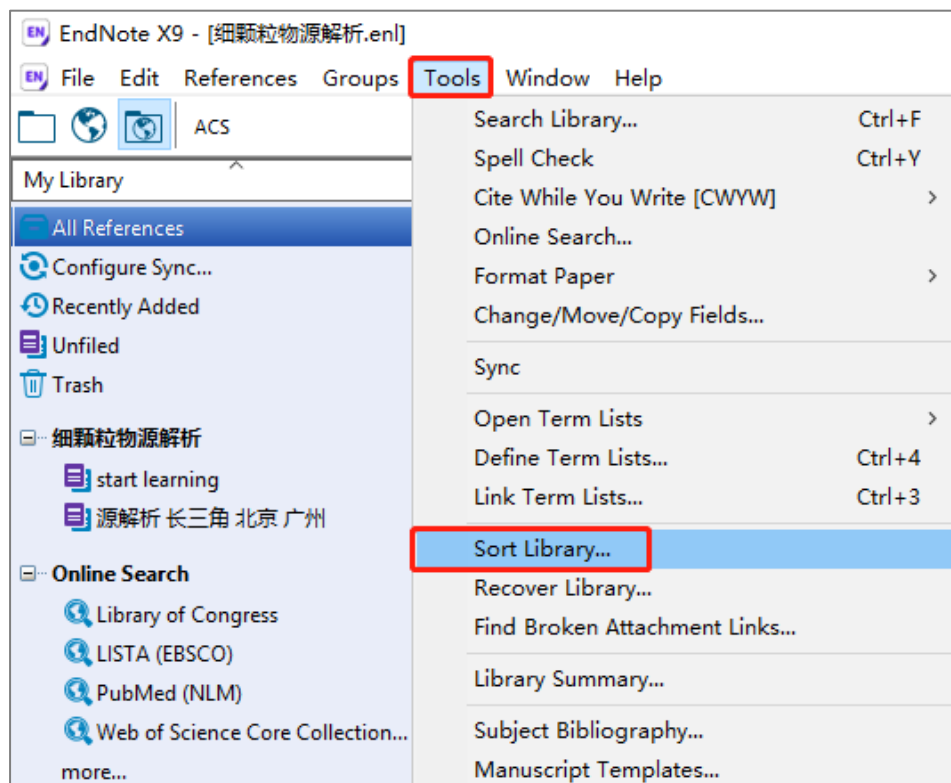 EndNote X9 - [细颗粒物源解析.enl]
File Edit References Groups Tools Window Help
ACS
My Library
All References
Configure Sync...
Recently Added
Unfiled
Trash
细颗粒物源解析
start learning
源解析 长三角 北京 广州
Online Search
Library of Congress
LISTA (EBSCO)
PubMed (NLM)
Web of Science Core Collection...
more...
Search Library... Ctrl+F
Spell Check Ctrl+Y
Cite While You Write [CWYW]
Online Search...
Format Paper
Change/Move/Copy Fields...
Sync
Open Term Lists
Define Term Lists... Ctrl+4
Link Term Lists... Ctrl+3
Sort Library...
Recover Library...
Find Broken Attachment Links...
Library Summary...
Subject Bibliography...
Manuscript Templates...